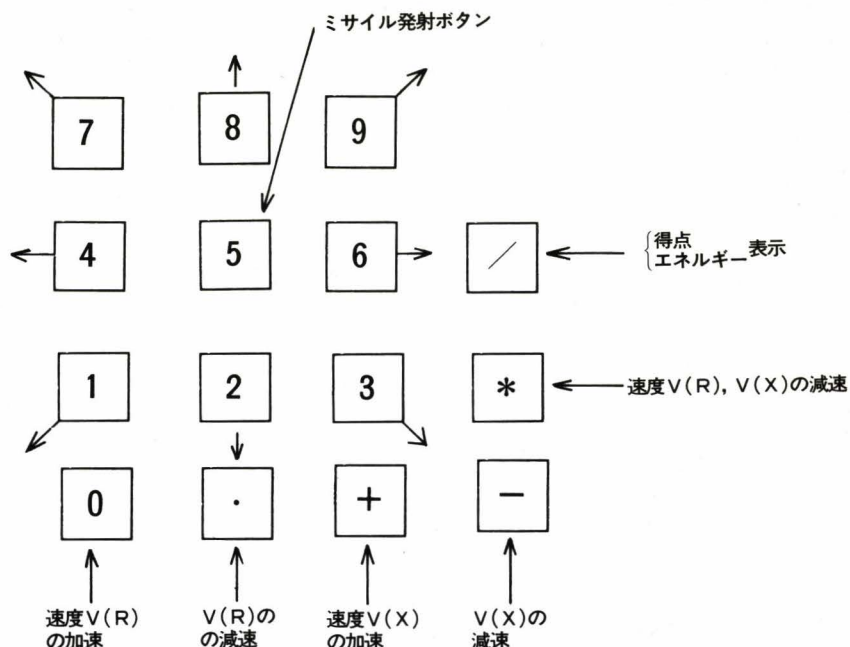 ミサイル発射ボタン
7 8 9
4 5 6 /
得点
エネルギー 表示
1 2 3 *
速度V(R), V(X)の減速
0 ・ + −
速度V(R)
の加速
V(R)の
の減速
速度V(X)
の加速
V(X)の
減速